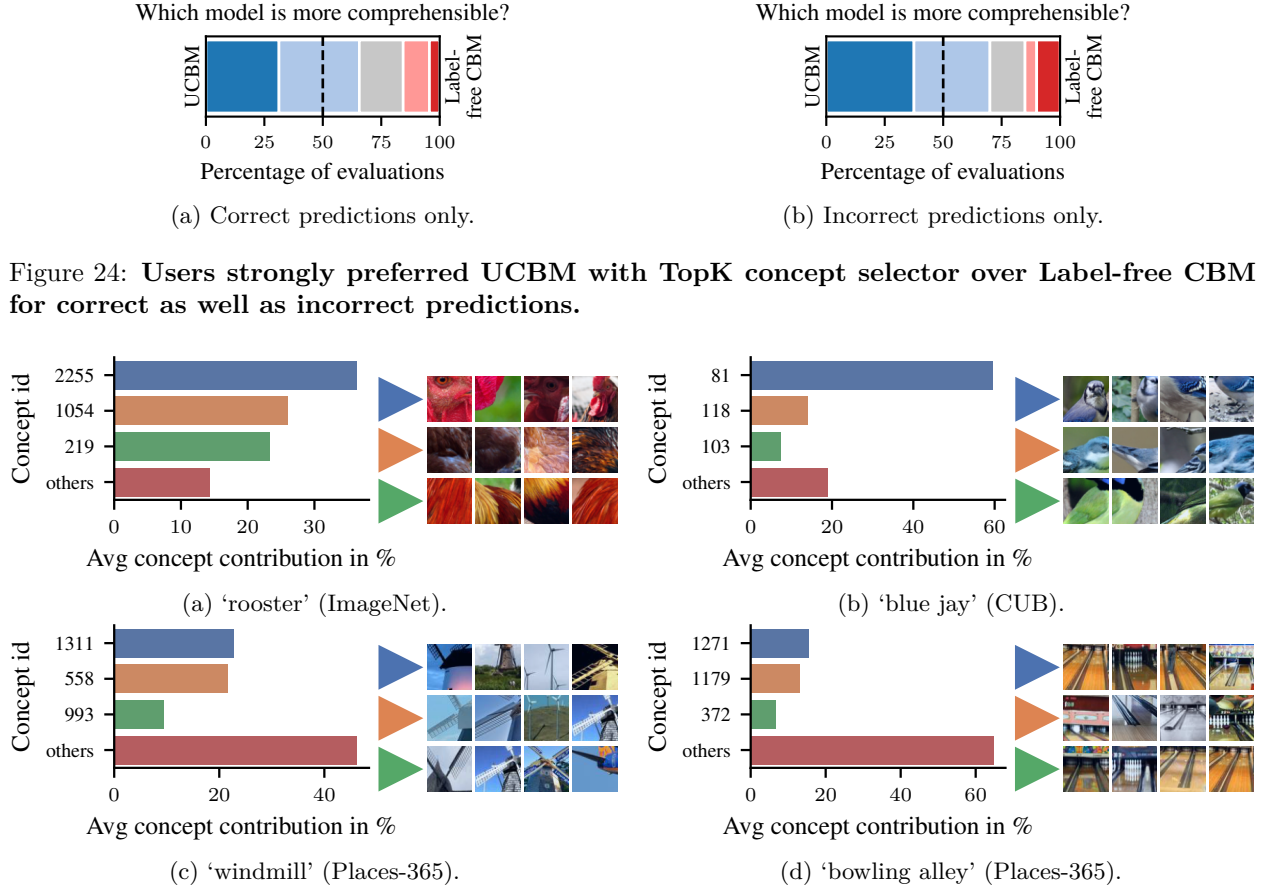 Which model is more comprehensible?
UCBM
Label-
free CBM
0 25 50 75 100
Percentage of evaluations
(a) Correct predictions only.
Which model is more comprehensible?
UCBM
Label-
free CBM
0 25 50 75 100
Percentage of evaluations
(b) Incorrect predictions only.
Figure 24: Users strongly preferred UCBM with TopK concept selector over Label-free CBM
for correct as well as incorrect predictions.
Concept id
2255
1054
219
others
0 10 20 30
Avg concept contribution in %
(a) ‘rooster’ (ImageNet).
Concept id
81
118
103
others
0 20 40 60
Avg concept contribution in %
(b) ‘blue jay’ (CUB).
Concept id
1311
558
993
others
0 20 40
Avg concept contribution in %
(c) ‘windmill’ (Places-365).
Concept id
1271
1179
372
others
0 20 40 60
Avg concept contribution in %
(d) ‘bowling alley’ (Places-365).